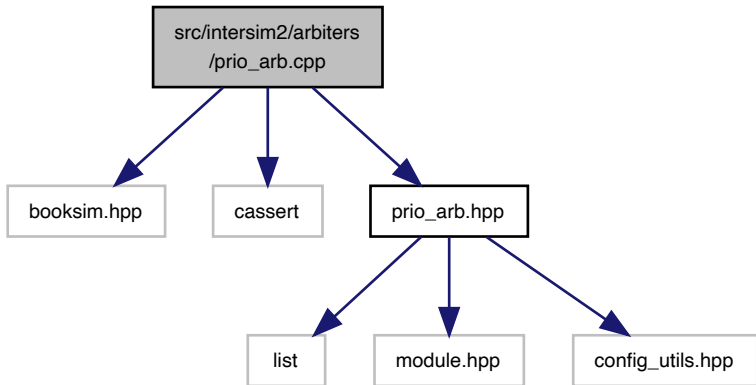 src/intersim2/arbiters
/prio_arb.cpp
booksim.hpp
cassert
prio_arb.hpp
list
module.hpp
config_utils.hpp